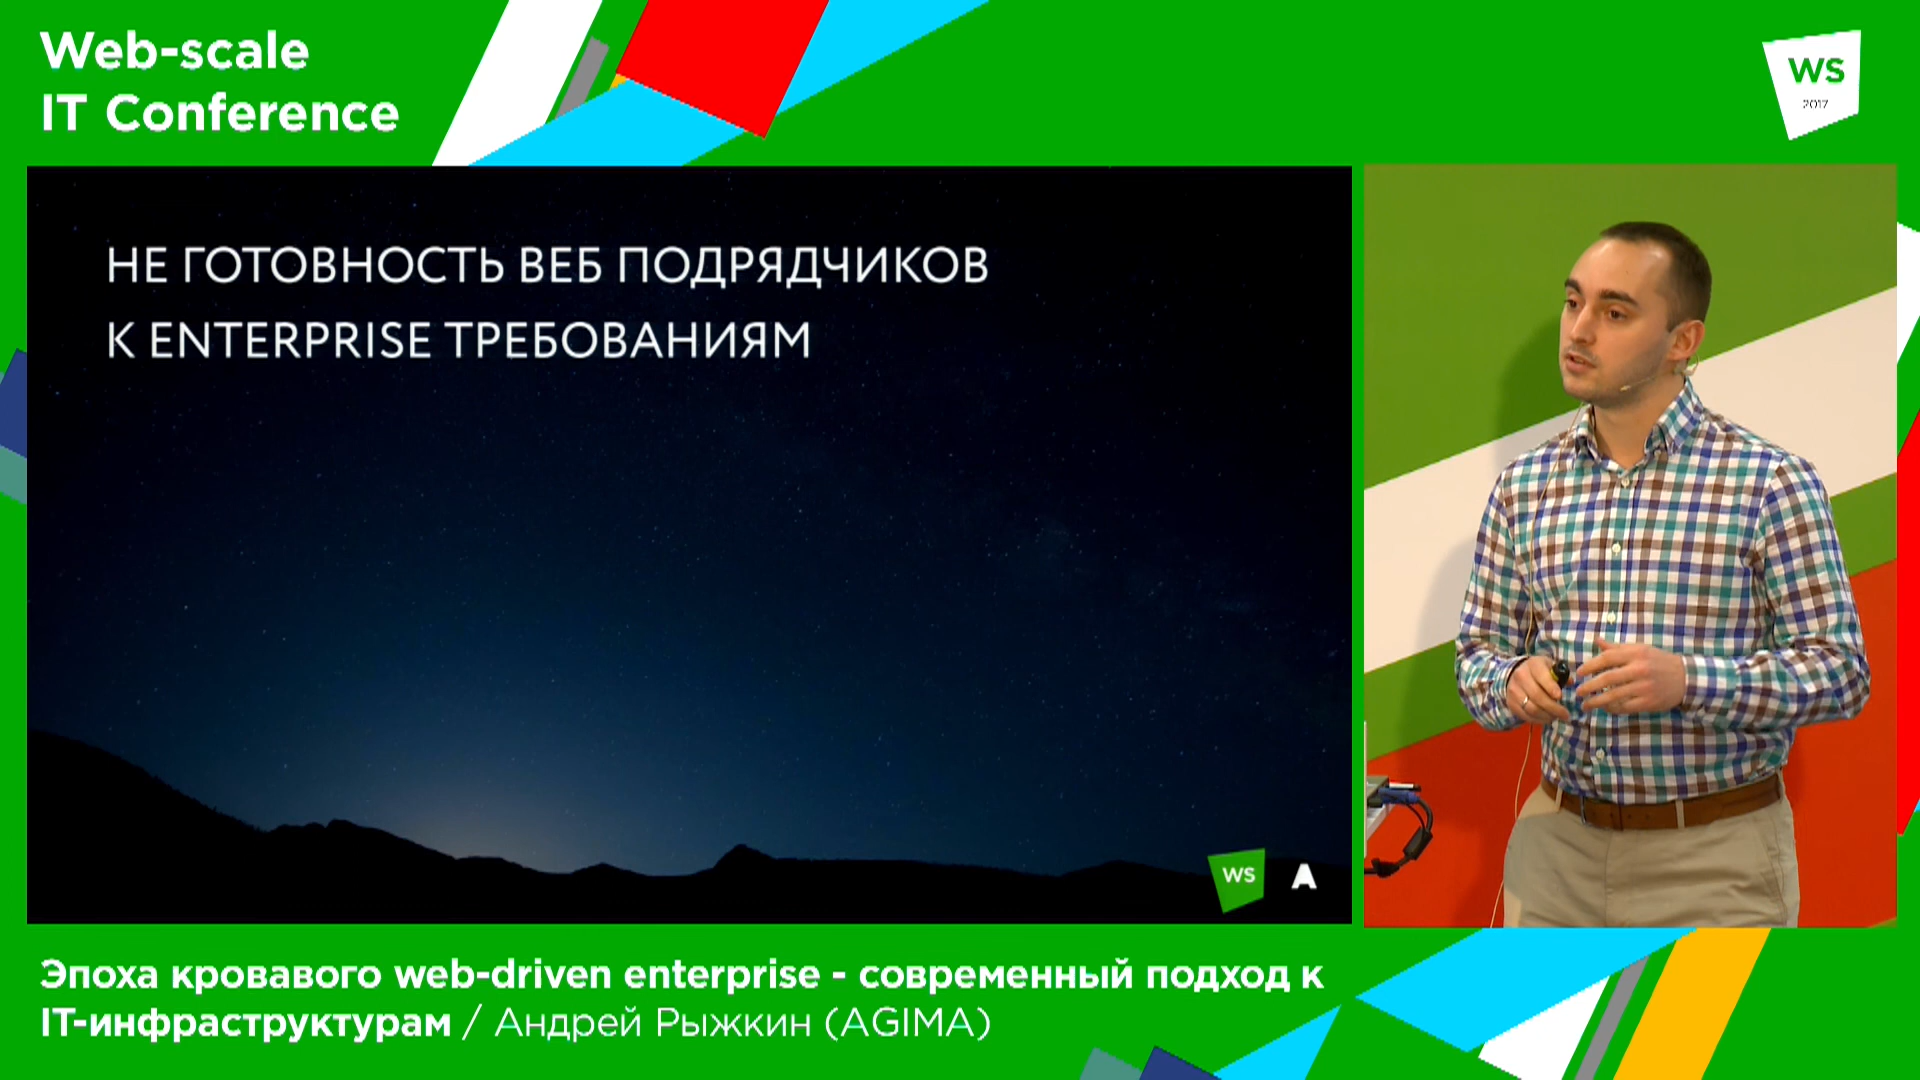 Web-scale
IT Conference
WS
2017
НЕ ГОТОВНОСТЬ ВЕБ ПОДРЯДЧИКОВ
К ENTERPRISE ТРЕБОВАНИЯМ
WS
A
Эпоха кровавого web-driven enterprise - современный подход к
IT-инфраструктурам / Андрей Рыжкин (AGIMA)